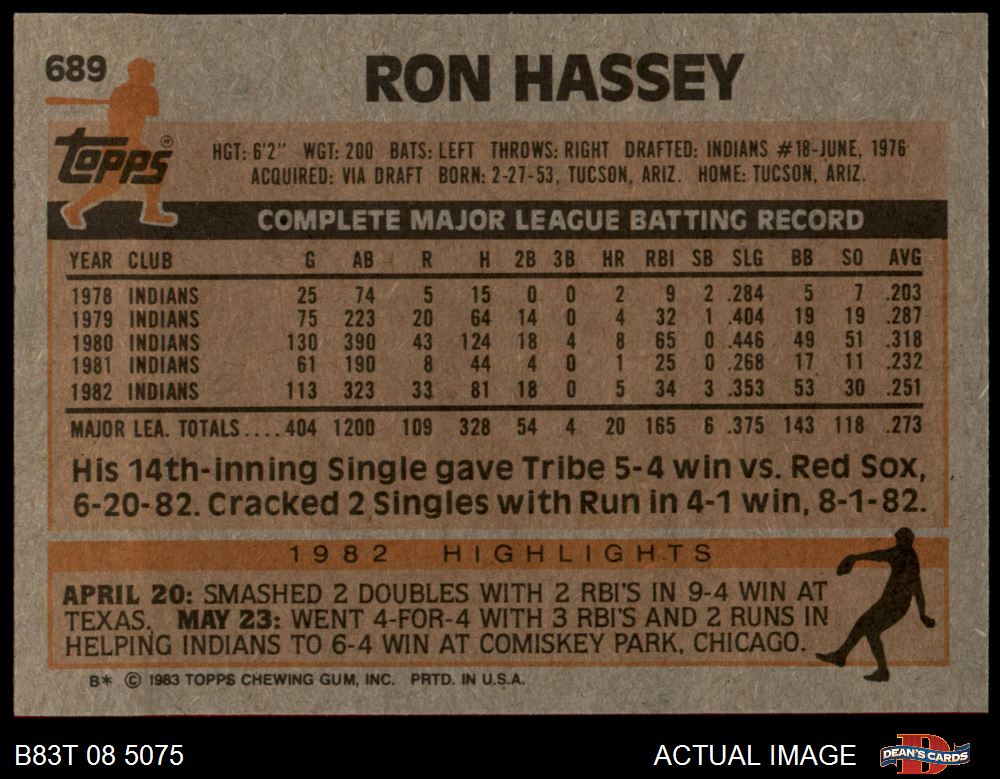 689
RON HASSEY
Topps®
HGT: 6'2" WGT: 200 BATS: LEFT THROWS: RIGHT DRAFTED: INDIANS #18-JUNE, 1976
ACQUIRED: VIA DRAFT BORN: 2-27-53, TUCSON, ARIZ. HOME: TUCSON, ARIZ.
COMPLETE MAJOR LEAGUE BATTING RECORD
YEAR CLUB G AB R H 2B 3B HR RBI SB SLG BB SO AVG
1978 INDIANS 25 74 5 15 0 0 2 9 2 .284 5 7 .203
1979 INDIANS 75 223 20 64 14 0 4 32 1 .404 19 19 .287
1980 INDIANS 130 390 43 124 18 4 8 65 0 .446 49 51 .318
1981 INDIANS 61 190 8 44 4 0 1 25 0 .268 17 11 .232
1982 INDIANS 113 323 33 81 18 0 5 34 3 .353 53 30 .251
MAJOR LEA. TOTALS....404 1200 109 328 54 4 20 165 6 .375 143 118 .273
His 14th-inning Single gave Tribe 5-4 win vs. Red Sox,
6-20-82. Cracked 2 Singles with Run in 4-1 win, 8-1-82.
1982 HIGHLIGHTS
APRIL 20: SMASHED 2 DOUBLES WITH 2 RBI'S IN 9-4 WIN AT
TEXAS. MAY 23: WENT 4-FOR-4 WITH 3 RBI'S AND 2 RUNS IN
HELPING INDIANS TO 6-4 WIN AT COMISKEY PARK, CHICAGO.
B* © 1983 TOPPS CHEWING GUM, INC. PRTD. IN U.S.A.
B83T 08 5075
ACTUAL IMAGE
D
DEAN'S CARDS